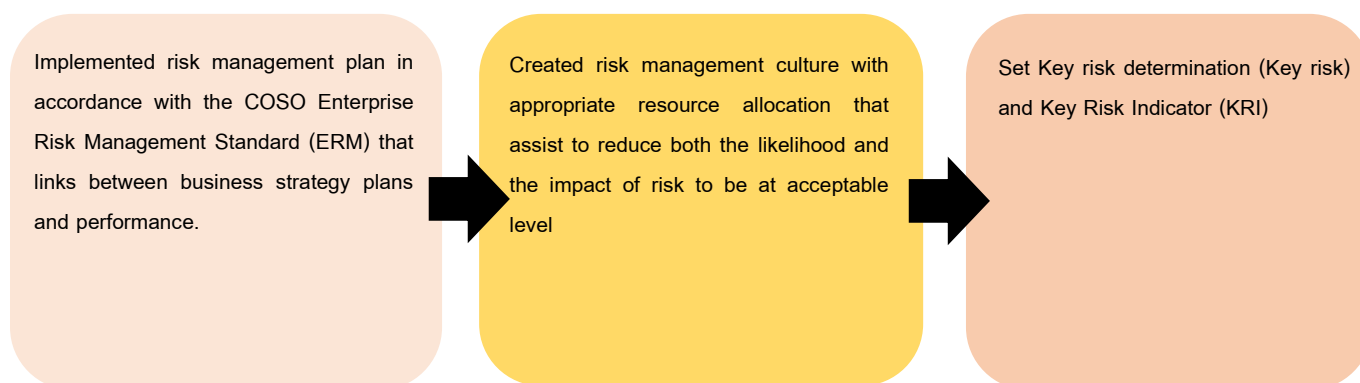 Implemented risk management plan in
accordance with the COSO Enterprise
Risk Management Standard (ERM) that
links between business strategy plans
and performance.
Created risk management culture with
appropriate resource allocation that
assist to reduce both the likelihood and
the impact of risk to be at acceptable
level
Set Key risk determination (Key risk)
and Key Risk Indicator (KRI)